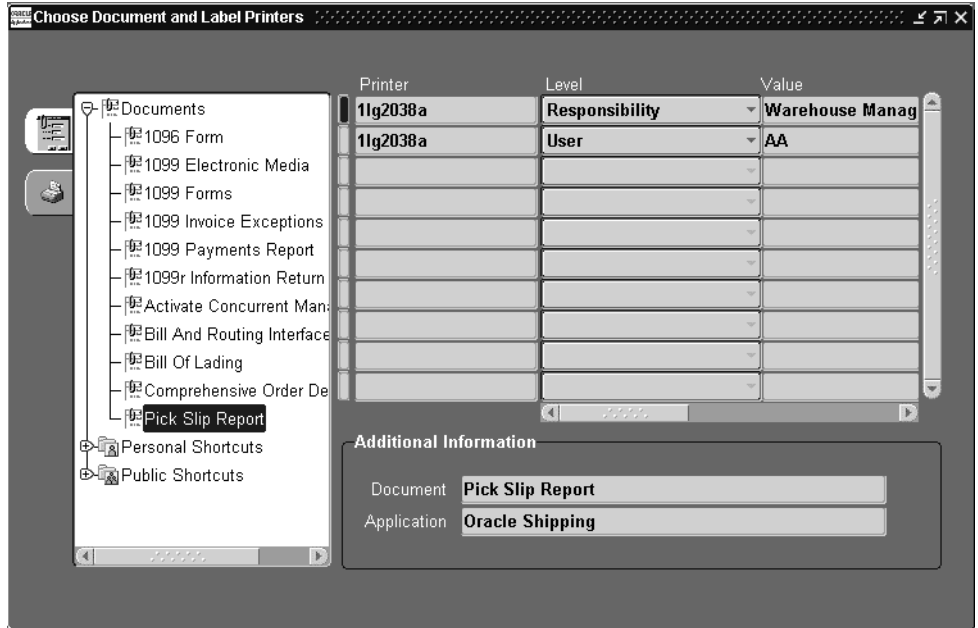 Choose Document and Label Printers
Printer Level Value
Documents
1096 Form
1099 Electronic Media
1099 Forms
1099 Invoice Exceptions
1099 Payments Report
1099r Information Return
Activate Concurrent Man
Bill And Routing Interface
Bill Of Lading
Comprehensive Order De
Pick Slip Report
Personal Shortcuts
Public Shortcuts
1lg2038a Responsibility Warehouse Manag
1lg2038a User AA
Additional Information
Document Pick Slip Report
Application Oracle Shipping